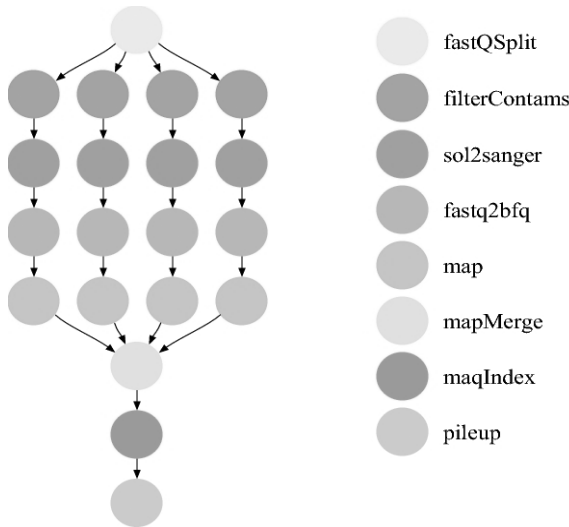 fastQSplit
filterContams
sol2sanger
fastq2bfq
map
mapMerge
maqIndex
pileup